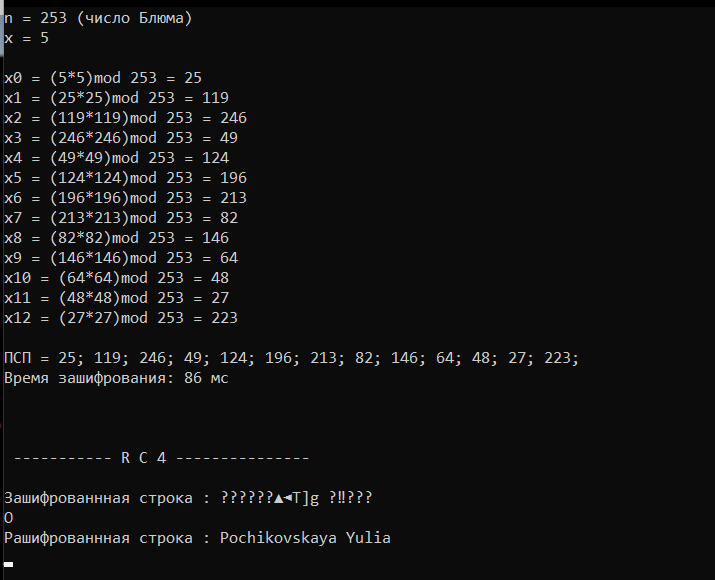 n = 253 (число Блюма)
x = 5
x0 = (5*5)mod 253 = 25
x1 = (25*25)mod 253 = 119
x2 = (119*119)mod 253 = 246
x3 = (246*246)mod 253 = 49
x4 = (49*49)mod 253 = 124
x5 = (124*124)mod 253 = 196
x6 = (196*196)mod 253 = 213
x7 = (213*213)mod 253 = 82
x8 = (82*82)mod 253 = 146
x9 = (146*146)mod 253 = 64
x10 = (64*64)mod 253 = 48
x11 = (48*48)mod 253 = 27
x12 = (27*27)mod 253 = 223
ПСП = 25; 119; 246; 49; 124; 196; 213; 82; 146; 64; 48; 27; 223;
Время зашифрования: 86 мс
----------- R C 4 ---------------
Зашифрованнная строка : ??????▲◄T]g ?‼???
O
Рашифрованнная строка : Pochikovskaya Yulia